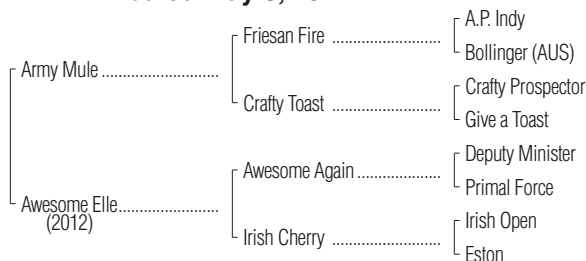 A.P. Indy
Friesan Fire
Bollinger (AUS)
Army Mule
Crafty Prospector
Crafty Toast
Give a Toast
Deputy Minister
Awesome Again
Primal Force
Awesome Elle
(2012)
Irish Open
Irish Cherry
Eston